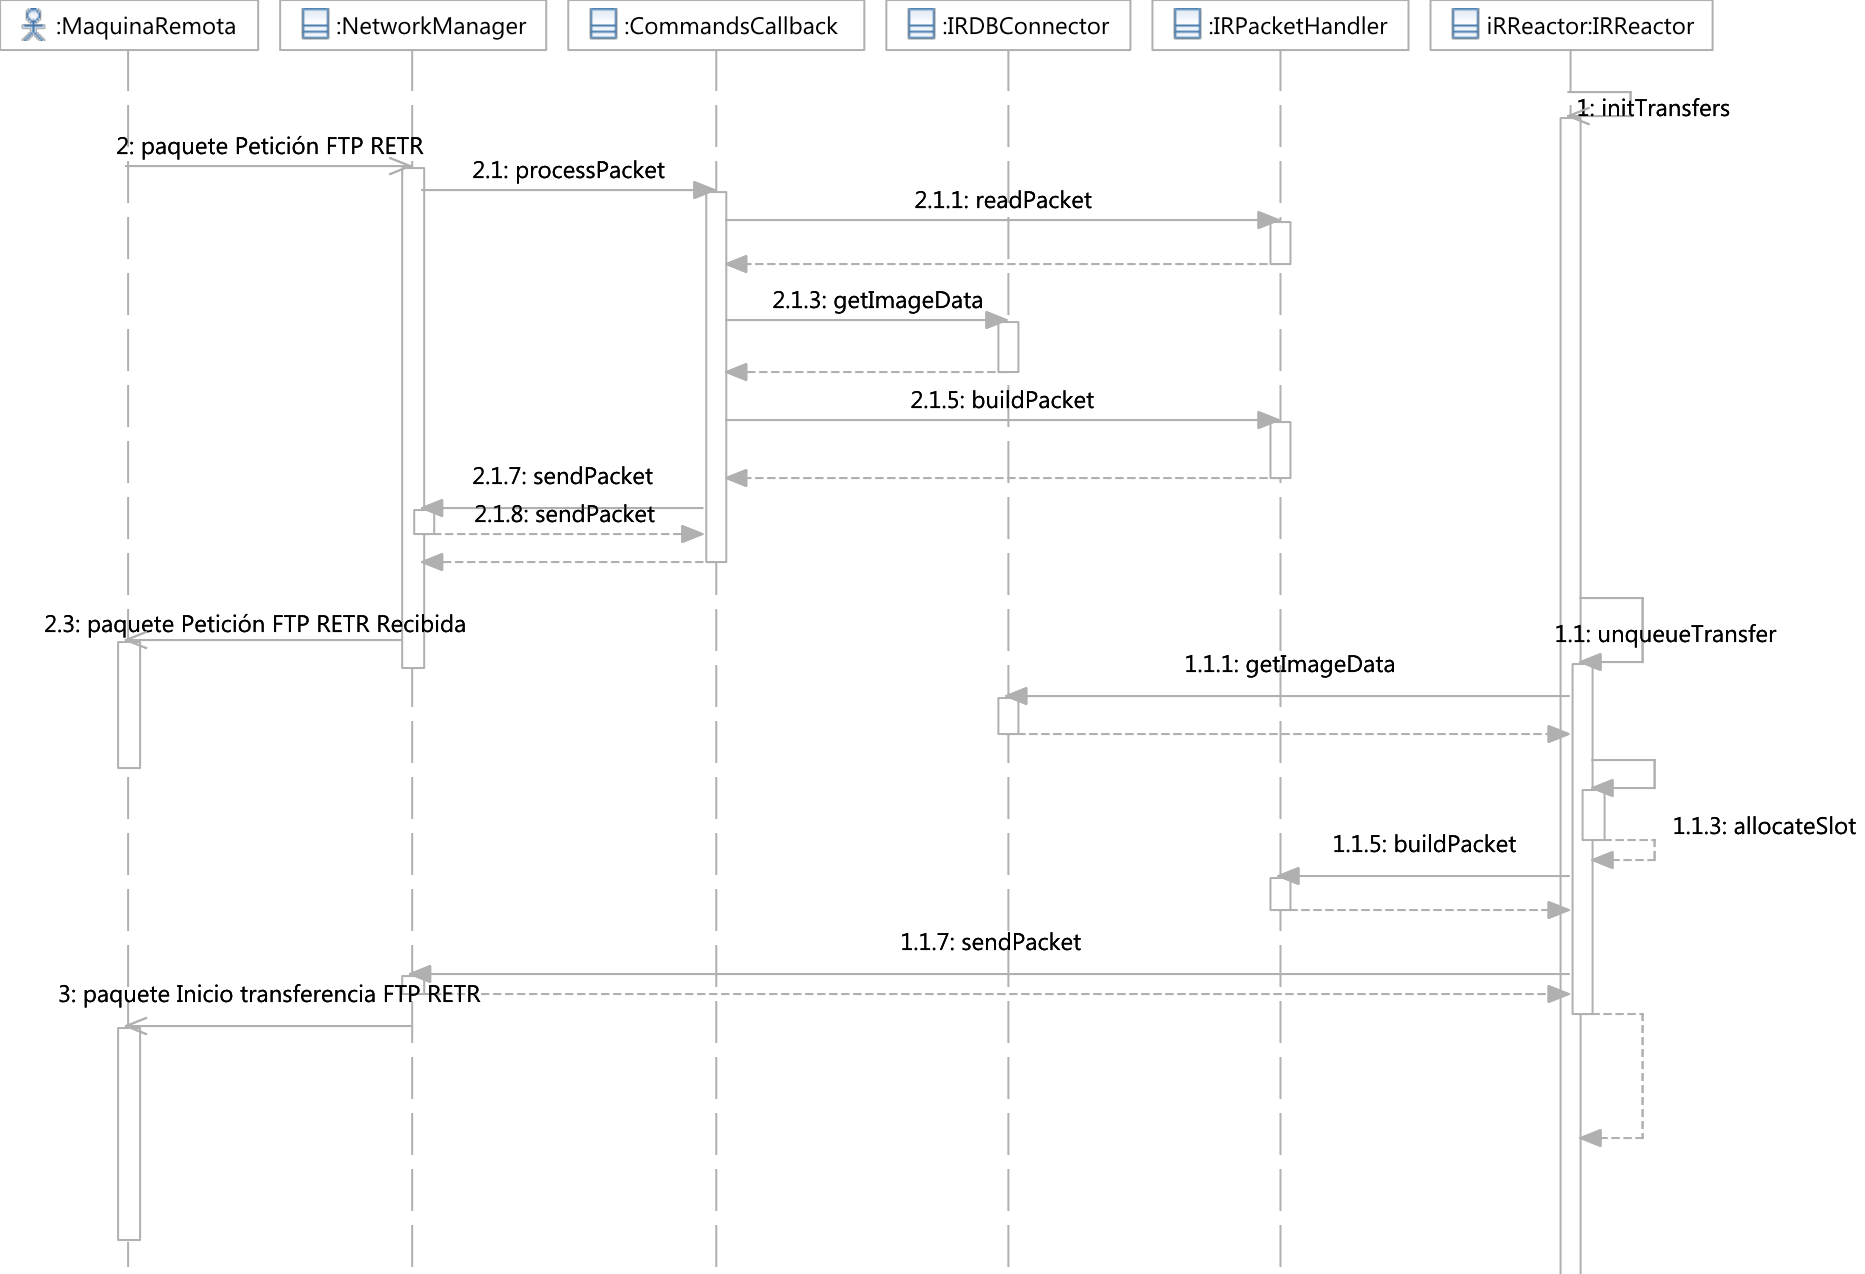 :MaquinaRemota
:NetworkManager
:CommandsCallback
:IRDBConnector
:IRPacketHandler
iRReactor:IRReactor
1: initTransfers
2: paquete Petición FTP RETR
2.1: processPacket
2.1.1: readPacket
2.1.3: getImageData
2.1.5: buildPacket
2.1.7: sendPacket
2.1.8: sendPacket
2.3: paquete Petición FTP RETR Recibida
1.1: unqueueTransfer
1.1.1: getImageData
1.1.3: allocateSlot
1.1.5: buildPacket
1.1.7: sendPacket
3: paquete Inicio transferencia FTP RETR